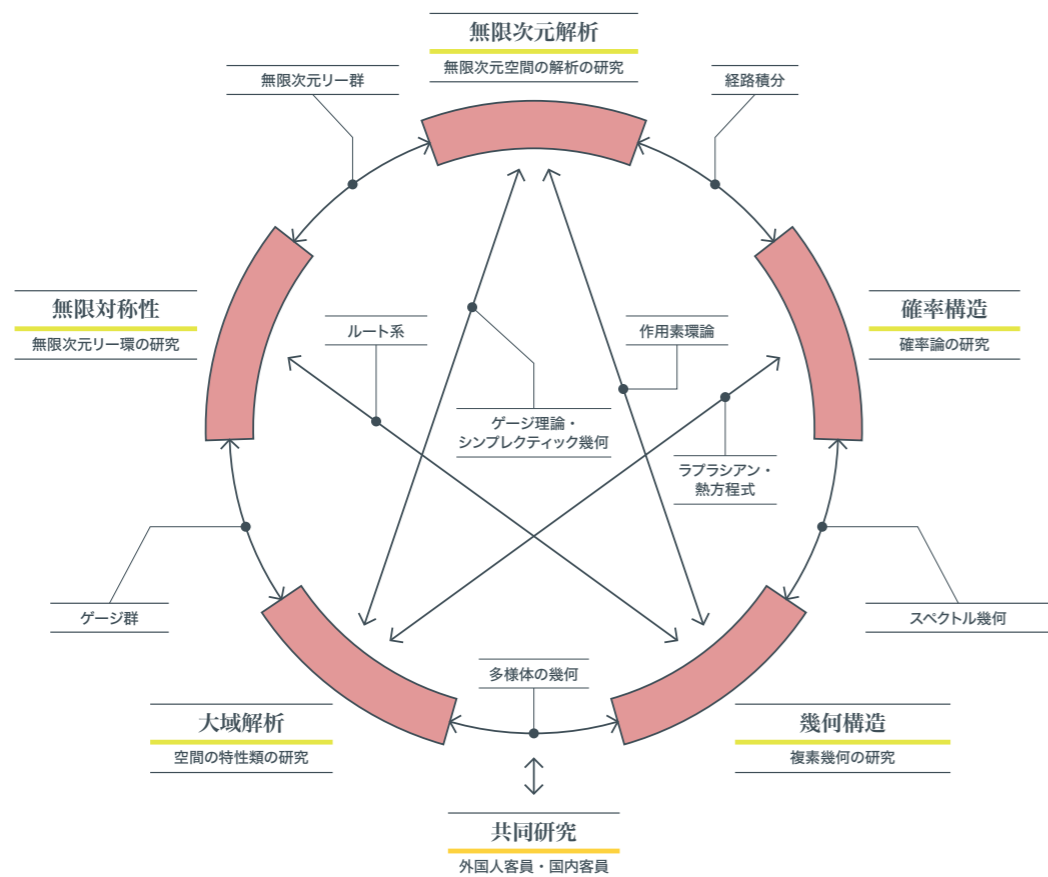 無限次元解析
無限次元空間の解析の研究
無限次元リー群
経路積分
無限対称性
無限次元リー環の研究
確率構造
確率論の研究
ルート系
作用素環論
ゲージ理論・
シンプレクティック幾何
ラプラシアン・
熱方程式
ゲージ群
スペクトル幾何
多様体の幾何
大域解析
空間の特性類の研究
幾何構造
複素幾何の研究
共同研究
外国人客員・国内客員